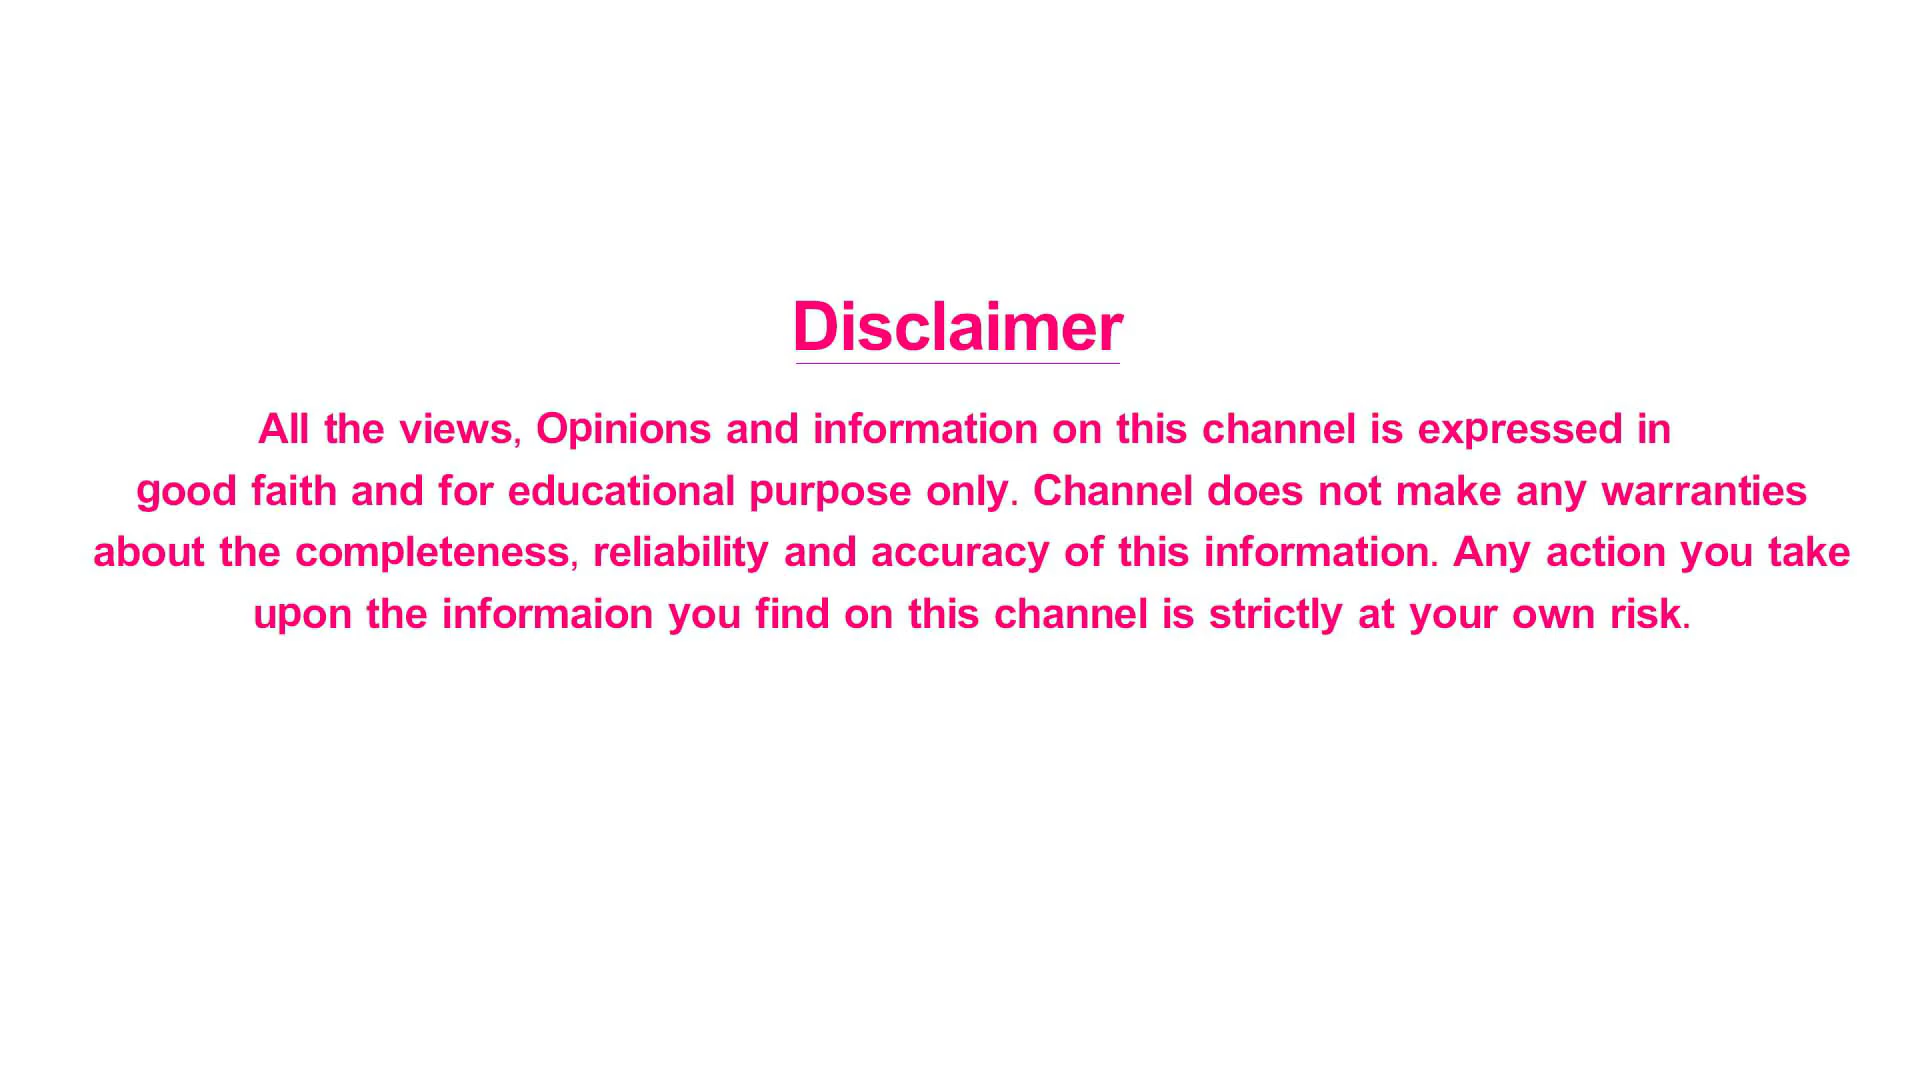 Disclaimer
All the views, Opinions and information on this channel is expressed in
good faith and for educational purpose only. Channel does not make any warranties
about the completeness, reliability and accuracy of this information. Any action you take
upon the informaion you find on this channel is strictly at your own risk.